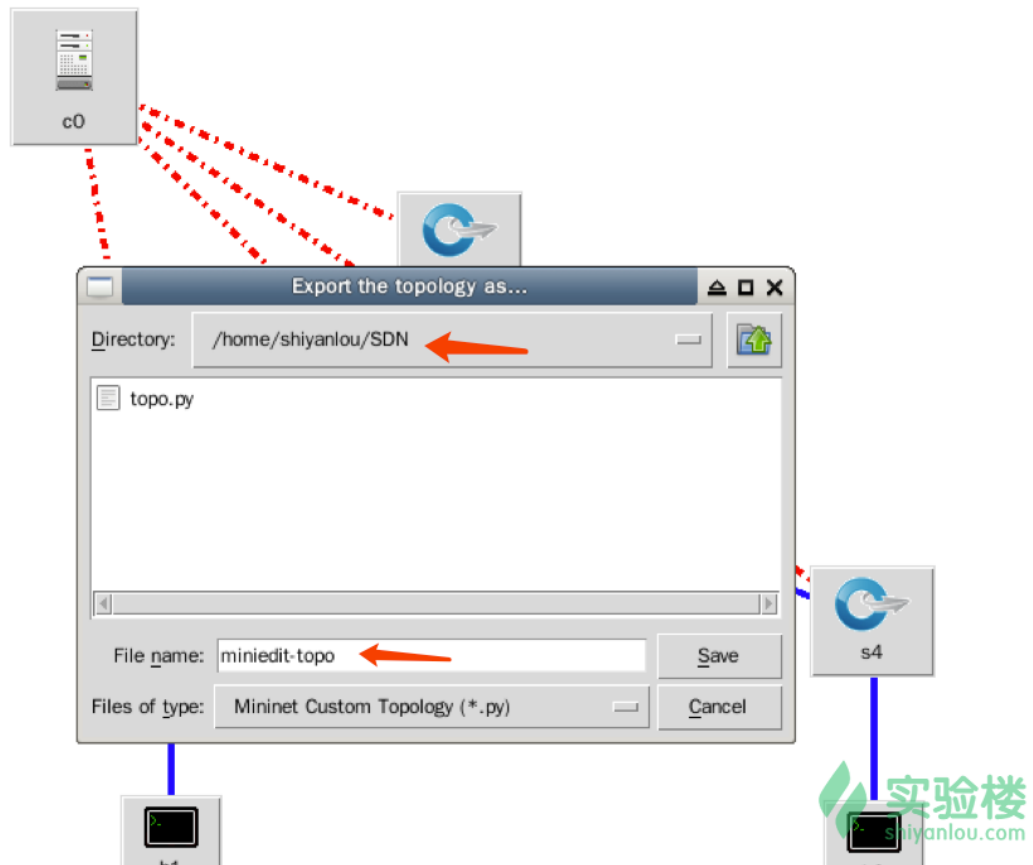 c0
Export the topology as...
Directory: /home/shiyanlou/SDN
topo.py
File name: miniedit-topo Save
Files of type: Mininet Custom Topology (*.py) Cancel
s4
实验楼
shiyanlou.com